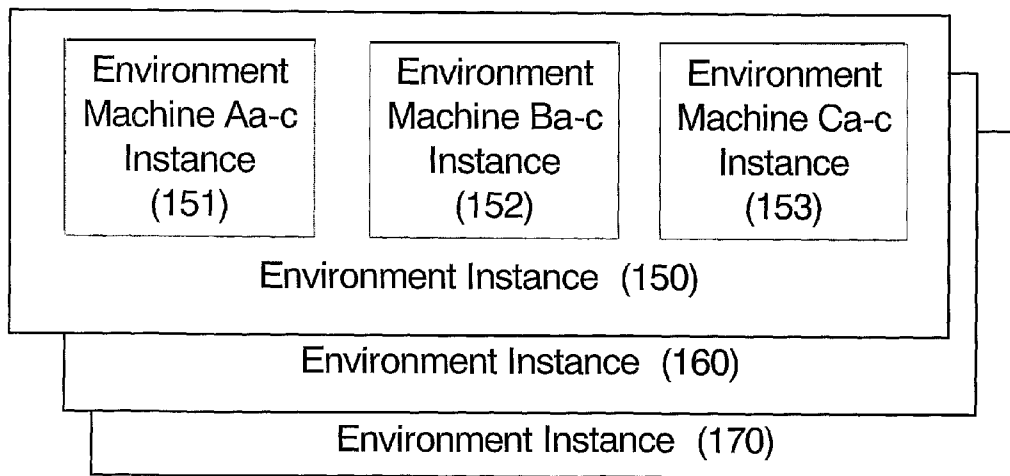 Environment
Machine Aa-c
Instance
(151)
Environment
Machine Ba-c
Instance
(152)
Environment
Machine Ca-c
Instance
(153)
Environment Instance (150)
Environment Instance (160)
Environment Instance (170)